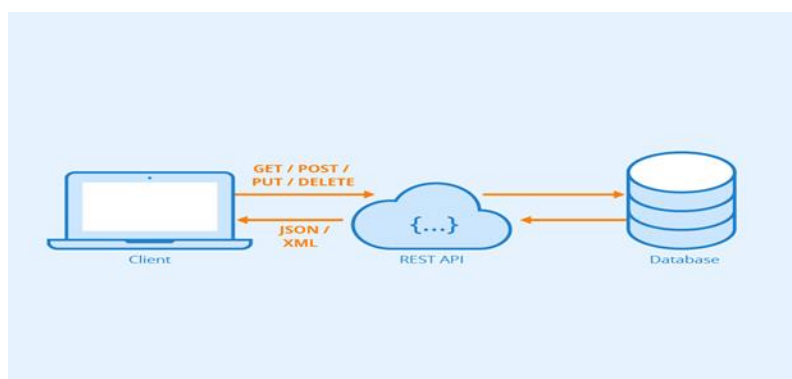 GET / POST /
PUT / DELETE
JSON /
XML
{...}
Client
REST API
Database